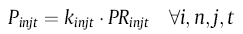 P_{injt} = k_{injt} · PR_{injt} ∀i, n, j, t